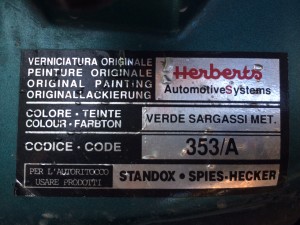 VERNICIATURA ORIGINALE
PEINTURE ORIGINALE
ORIGINAL PAINTING
ORIGINALLACKIERUNG
Herberts
AutomotiveSystems
COLORE · TEINTE
COLOUR · FARBTON
VERDE SARGASSI MET.
CODICE · CODE
353/A
PER L'AUTORITOCCO
USARE PRODOTTI
STANDOX · SPIES-HECKER